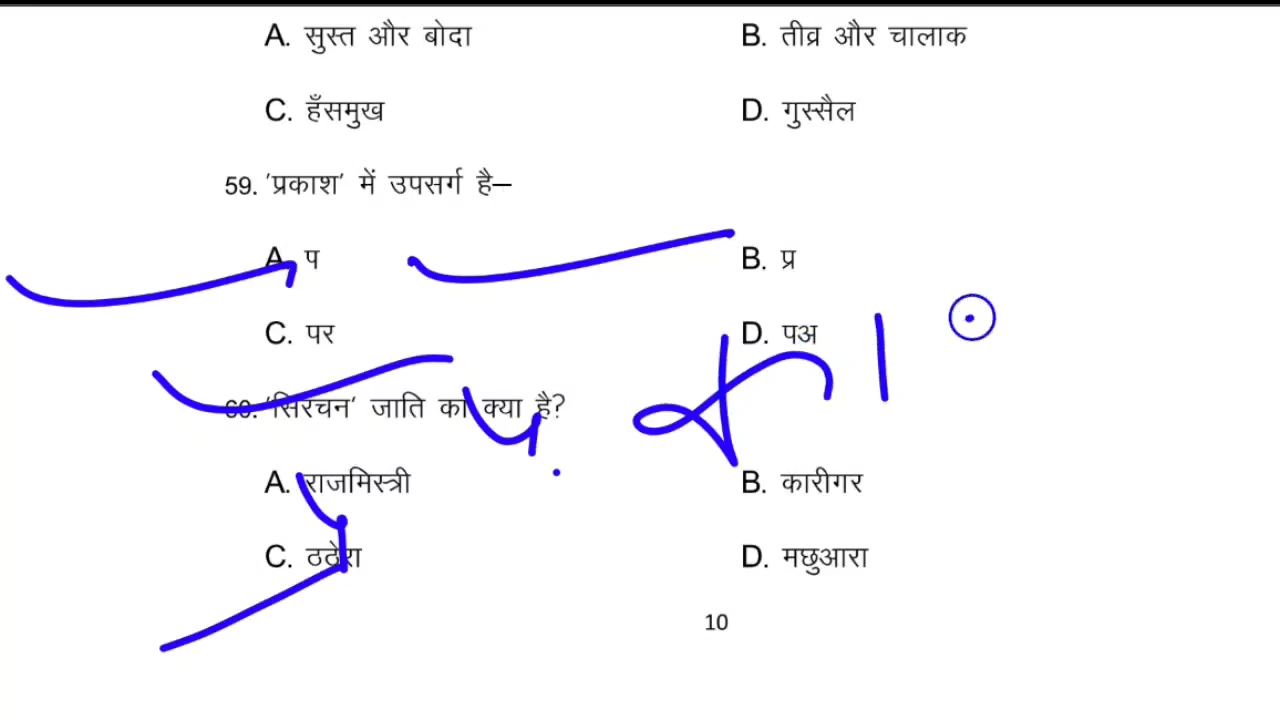 A. सुस्त और बोदा B. तीव्र और चालाक
C. हँसमुख D. गुस्सैल
59. 'प्रकाश' में उपसर्ग है–
A. प B. प्र
C. पर D. पअ
60. 'सिरचन' जाति का क्या है?
A. राजमिस्त्री B. कारीगर
C. ठठेरा D. मछुआरा
10